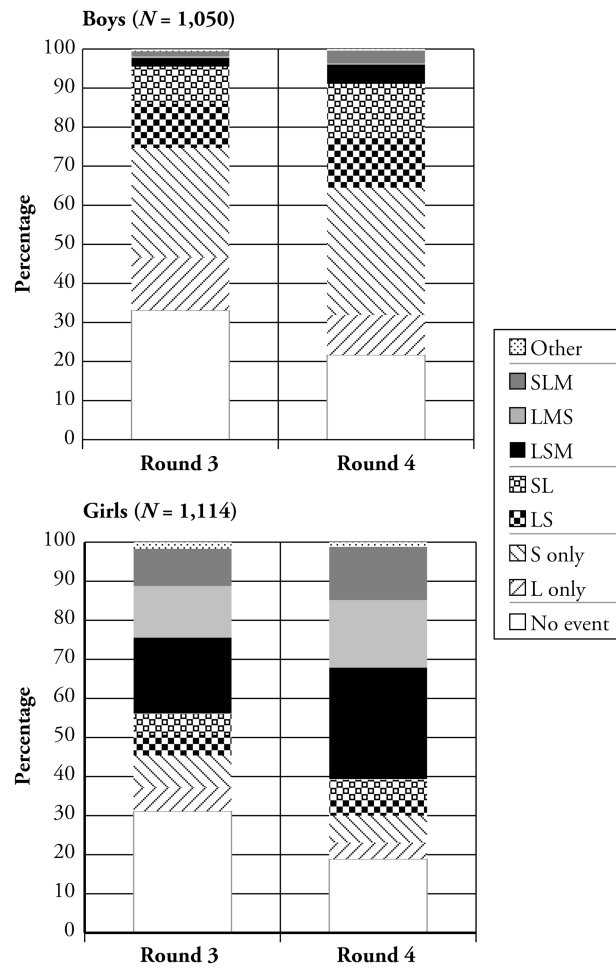 Boys (N = 1,050)
100
90
80
70
60
50
40
30
20
10
0
Percentage
Round 3 Round 4
Other
SLM
LMS
LSM
SL
LS
S only
L only
No event
Girls (N = 1,114)
100
90
80
70
60
50
40
30
20
10
0
Percentage
Round 3 Round 4